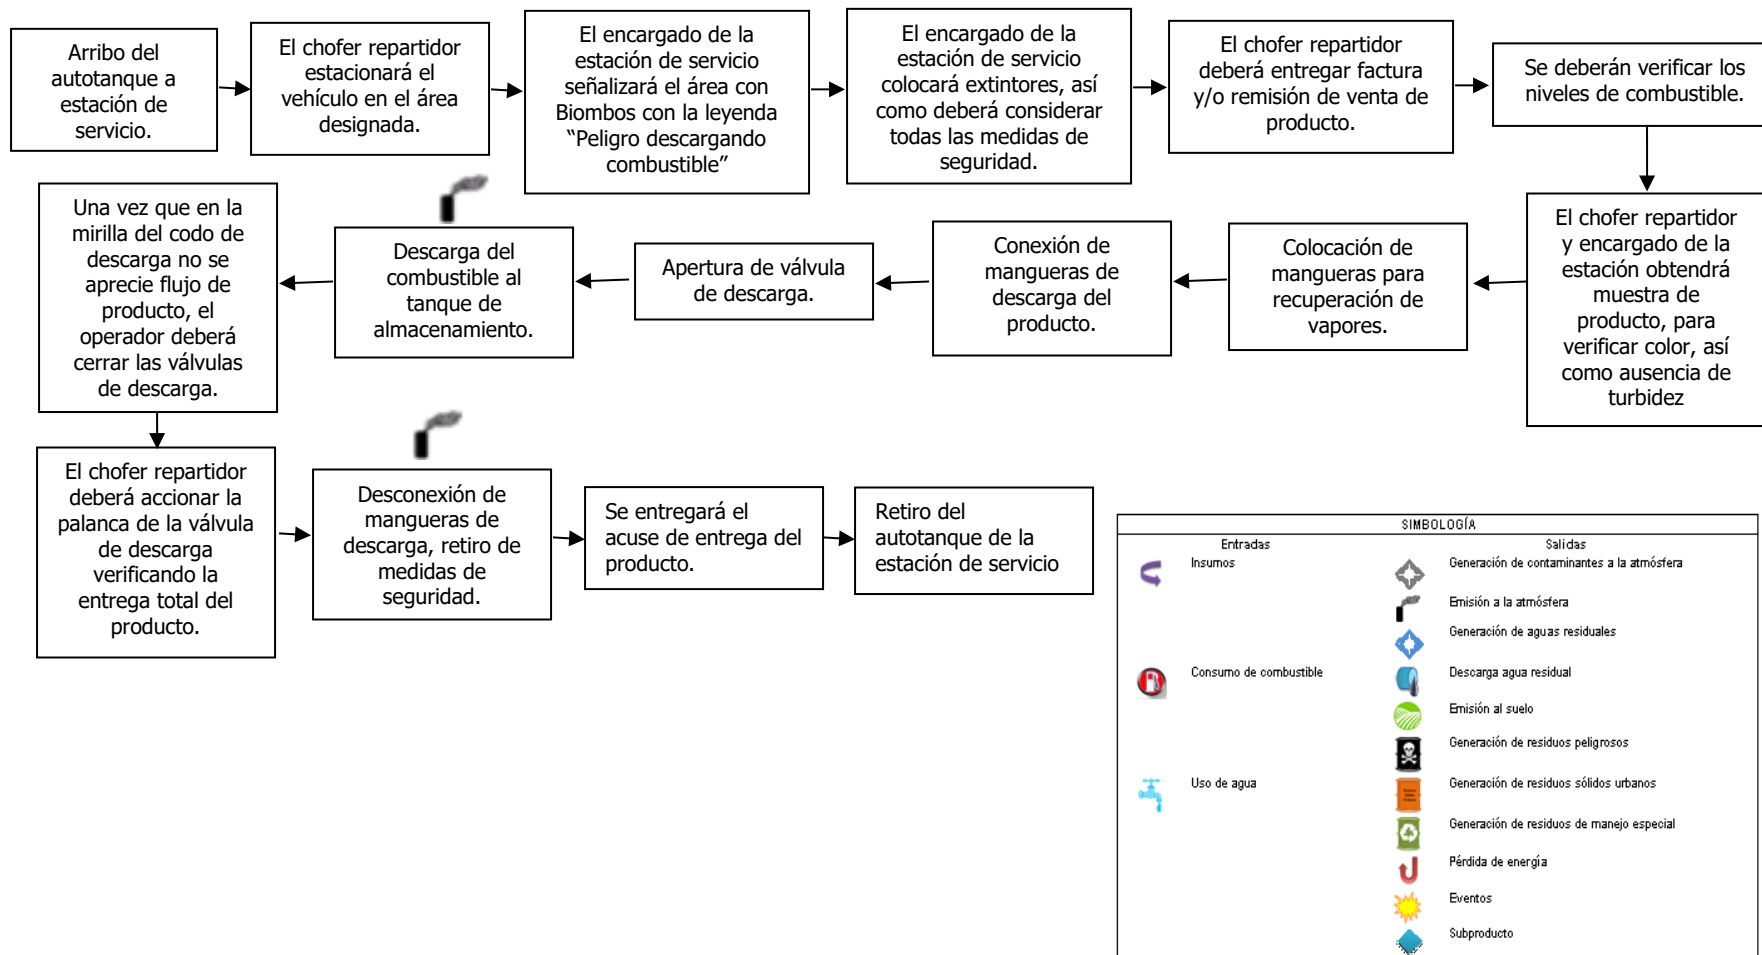 Arribo del
autotanque a
estación de
servicio.
El chofer repartidor
estacionará el
vehículo en el área
designada.
El encargado de la
estación de servicio
señalizará el área con
Biombos con la leyenda
“Peligro descargando
combustible”
El encargado de la
estación de servicio
colocará extintores, así
como deberá considerar
todas las medidas de
seguridad.
El chofer repartidor
deberá entregar factura
y/o remisión de venta de
producto.
Se deberán verificar los
niveles de combustible.
El chofer repartidor
y encargado de la
estación obtendrá
muestra de
producto, para
verificar color, así
como ausencia de
turbidez
Colocación de
mangueras para
recuperación de
vapores.
Conexión de
mangueras de
descarga del
producto.
Apertura de válvula
de descarga.
Descarga del
combustible al
tanque de
almacenamiento.
Una vez que en la
mirilla del codo de
descarga no se
aprecie flujo de
producto, el
operador deberá
cerrar las válvulas
de descarga.
El chofer repartidor
deberá accionar la
palanca de la válvula
de descarga
verificando la
entrega total del
producto.
Desconexión de
mangueras de
descarga, retiro de
medidas de
seguridad.
Se entregará el
acuse de entrega del
producto.
Retiro del
autotanque de la
estación de servicio
SIMBOLOGÍA
Entradas
Insumos
Consumo de combustible
Uso de agua
Salidas
Generación de contaminantes a la atmósfera
Emisión a la atmósfera
Generación de aguas residuales
Descarga agua residual
Emisión al suelo
Generación de residuos peligrosos
Generación de residuos sólidos urbanos
Generación de residuos de manejo especial
Pérdida de energía
Eventos
Subproducto